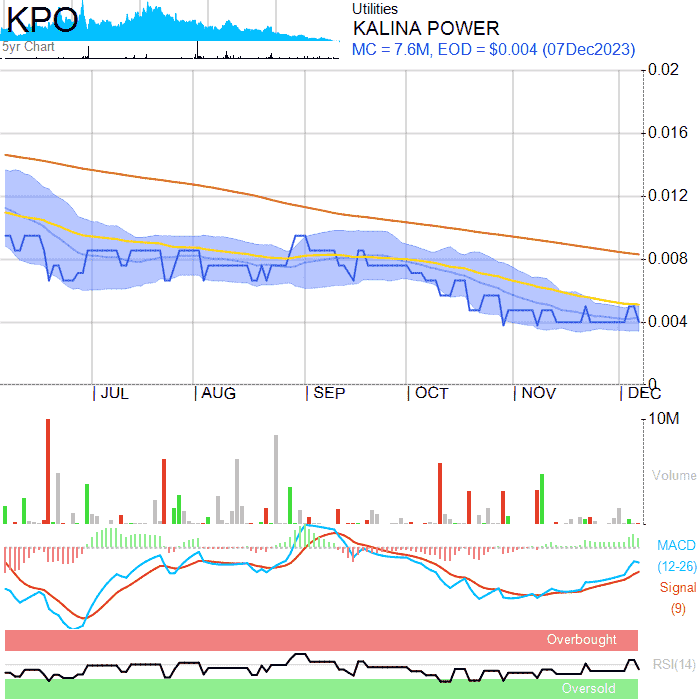 KPO
5yr Chart
Utilities
KALINA POWER
MC = 7.6M, EOD = $0.004 (07Dec2023)
0.02
0.016
0.012
0.008
0.004
0
JUL
AUG
SEP
OCT
NOV
DEC
10M
Volume
MACD
(12-26)
Signal
(9)
Overbought
RSI(14)
Oversold